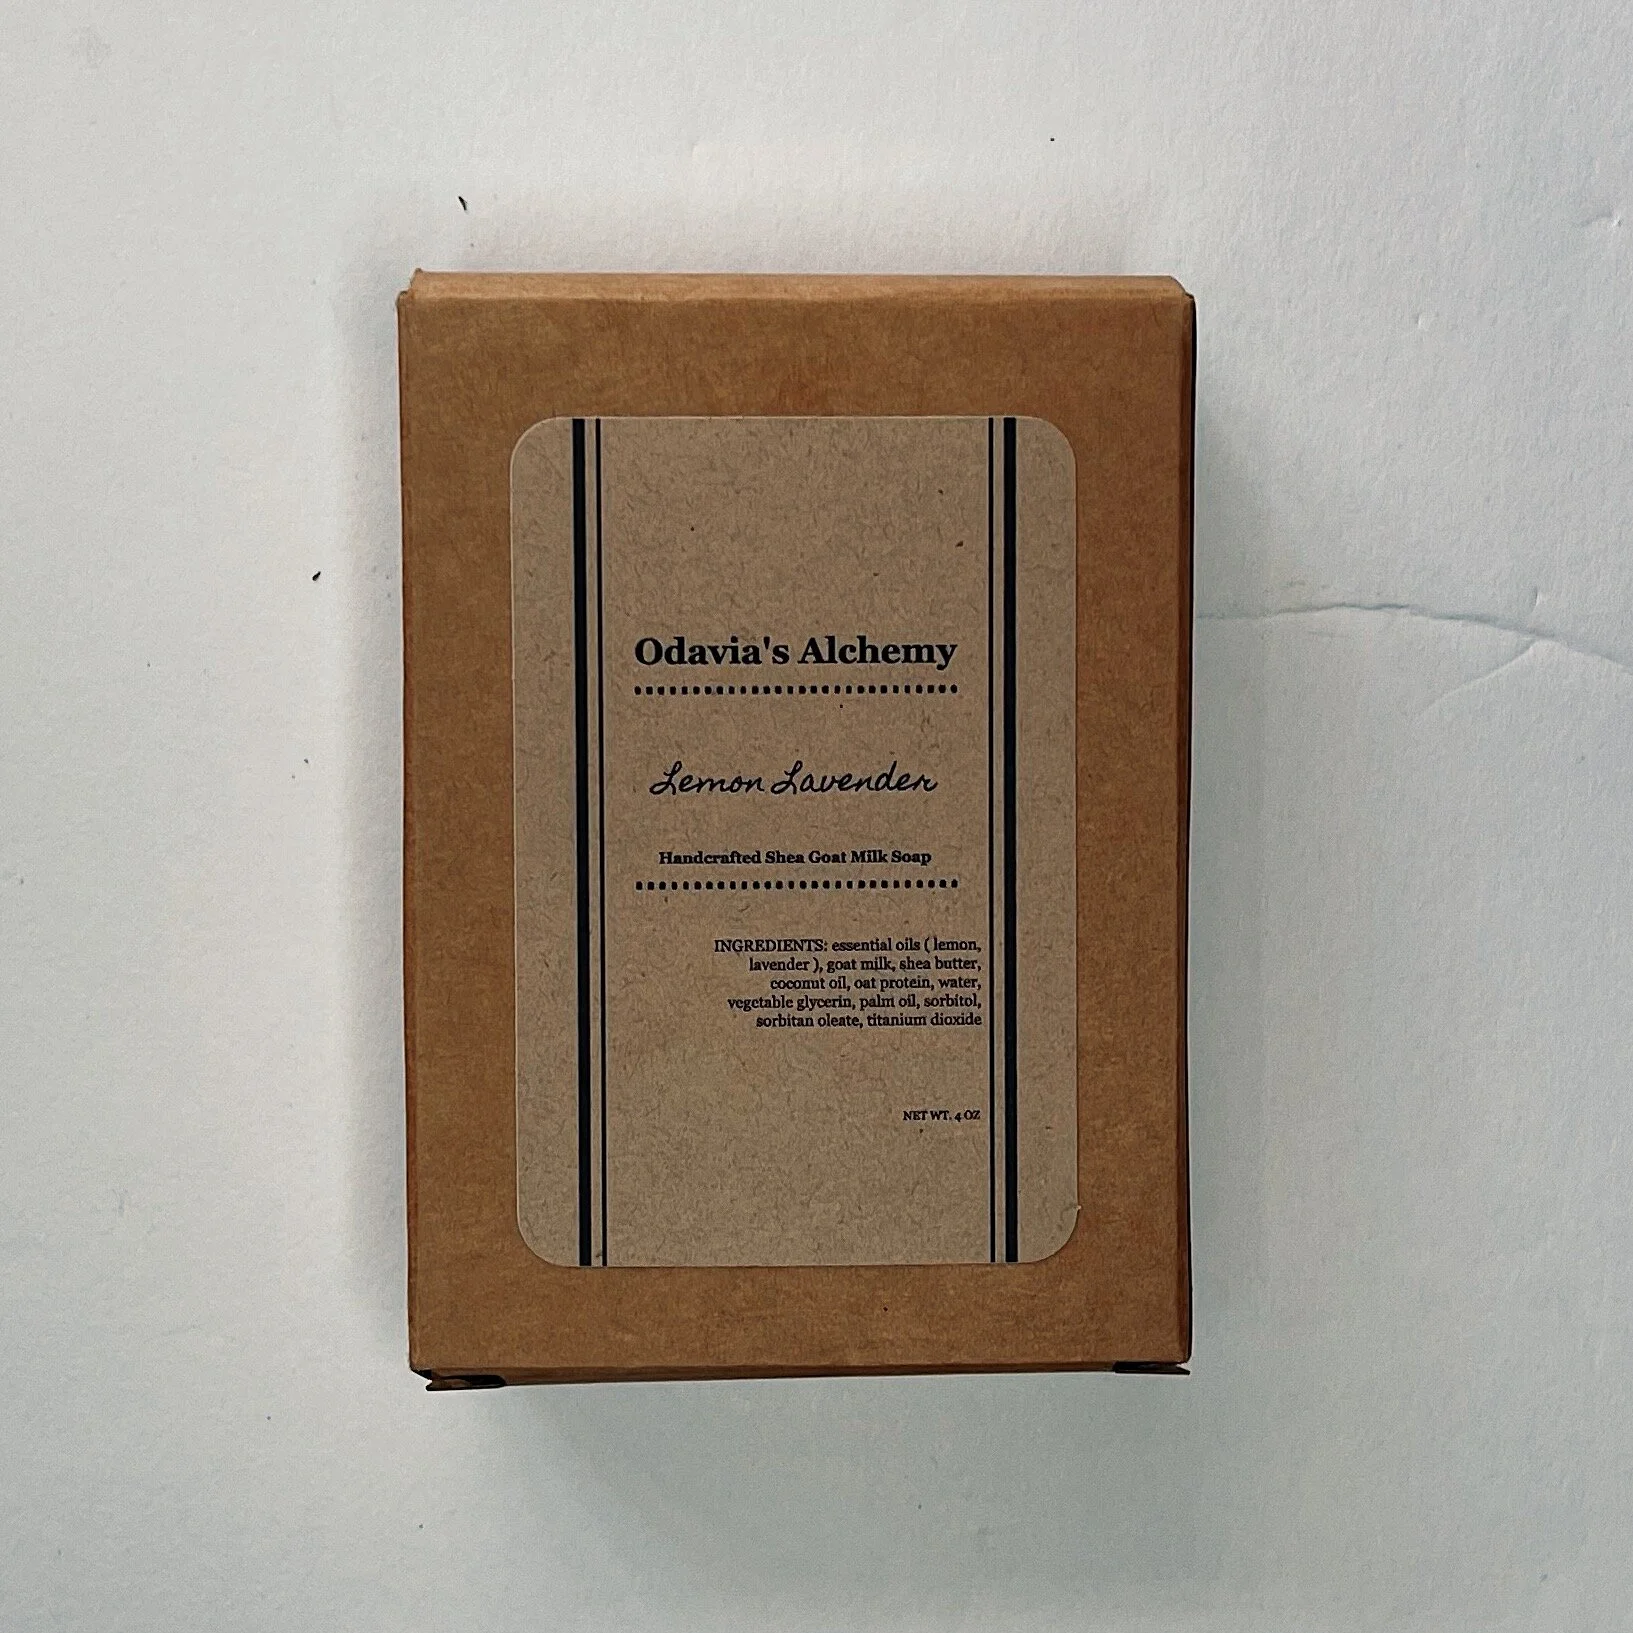 Odavia's Alchemy
Lemon Lavender
Handcrafted Shea Goat Milk Soap
INGREDIENTS: essential oils ( lemon,
lavender ), goat milk, shea butter,
coconut oil, oat protein, water,
vegetable glycerin, palm oil, sorbitol,
sorbitan oleate, titanium dioxide
NET WT. 4 OZ